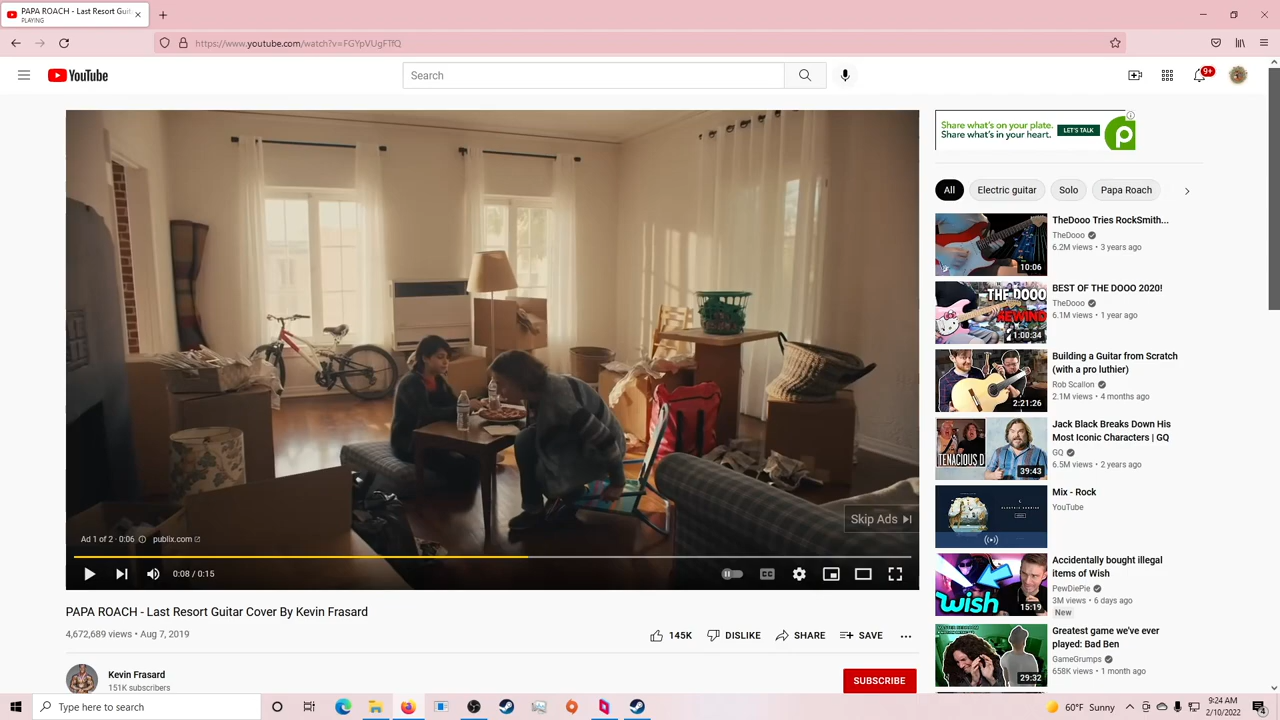 PAPA ROACH - Last Resort Guit
PLAYING
https://www.youtube.com/watch?v=FGYpVUgFTfQ
YouTube
Search
9+
Share what's on your plate.
Share what's in your heart.
LET'S TALK
p
All
Electric guitar
Solo
Papa Roach
TheDooo Tries RockSmith...
TheDooo
6.2M views • 3 years ago
10:06
BEST OF THE DOOO 2020!
TheDooo
6.1M views • 1 year ago
THE DOOO
REWIND
1:00:34
Building a Guitar from Scratch
(with a pro luthier)
Rob Scallon
2.1M views • 4 months ago
2:21:26
Jack Black Breaks Down His
Most Iconic Characters | GQ
GQ
6.5M views • 2 years ago
TENACIOUS D
39:43
Mix - Rock
YouTube
Accidentally bought illegal
items of Wish
PewDiePie
3M views • 6 days ago
New
wish
15:19
Greatest game we've ever
played: Bad Ben
GameGrumps
658K views • 1 month ago
29:32
Skip Ads
Ad 1 of 2 · 0:06
publix.com
0:08 / 0:15
CC
PAPA ROACH - Last Resort Guitar Cover By Kevin Frasard
4,672,689 views • Aug 7, 2019
145K
DISLIKE
SHARE
SAVE
Kevin Frasard
151K subscribers
SUBSCRIBE
Type here to search
60°F Sunny
9:24 AM
2/10/2022
4